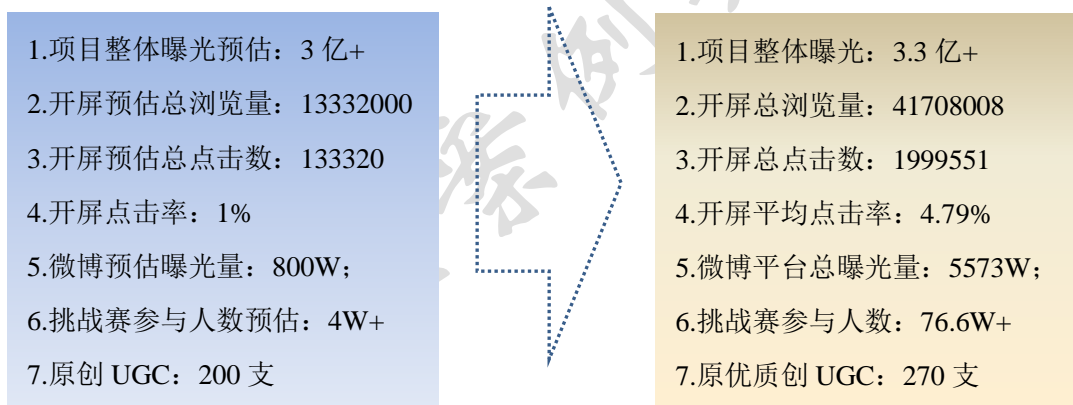 1.项目整体曝光预估：3 亿+
2.开屏预估总浏览量：13332000
3.开屏预估总点击数：133320
4.开屏点击率：1%
5.微博预估曝光量：800W；
6.挑战赛参与人数预估：4W+
7.原创 UGC：200 支
1.项目整体曝光：3.3 亿+
2.开屏总浏览量：41708008
3.开屏总点击数：1999551
4.开屏平均点击率：4.79%
5.微博平台总曝光量：5573W；
6.挑战赛参与人数：76.6W+
7.原优质创 UGC：270 支